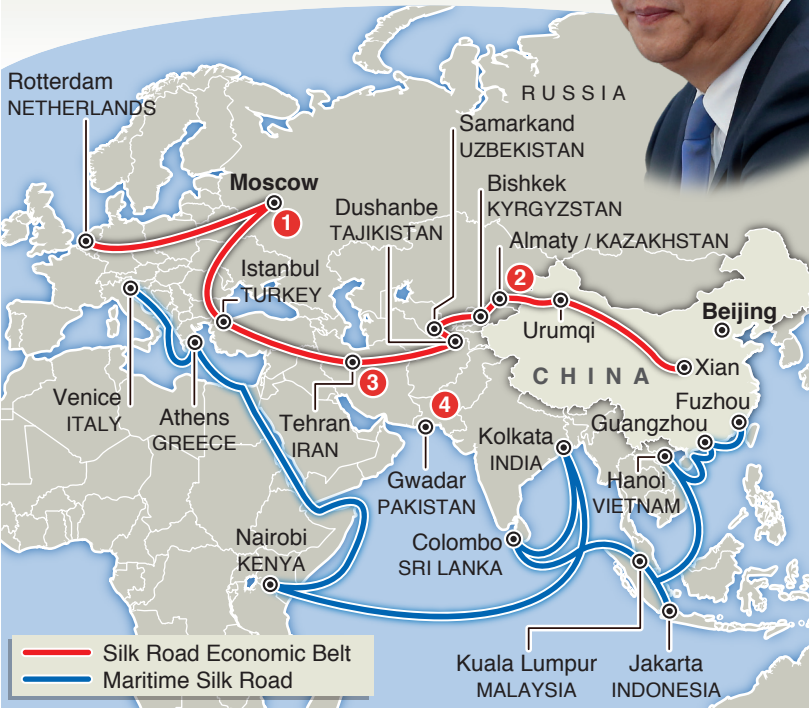 Rotterdam
NETHERLANDS
RUSSIA
Samarkand
UZBEKISTAN
Bishkek
KYRGYZSTAN
Moscow
1
Dushanbe
TAJIKISTAN
Almaty / KAZAKHSTAN
2
Istanbul
TURKEY
Urumqi
Beijing
Xian
CHINA
3
4
Venice
ITALY
Athens
GREECE
Tehran
IRAN
Fuzhou
Guangzhou
Kolkata
INDIA
Gwadar
PAKISTAN
Hanoi
VIETNAM
Nairobi
KENYA
Colombo
SRI LANKA
Silk Road Economic Belt
Maritime Silk Road
Kuala Lumpur
MALAYSIA
Jakarta
INDONESIA